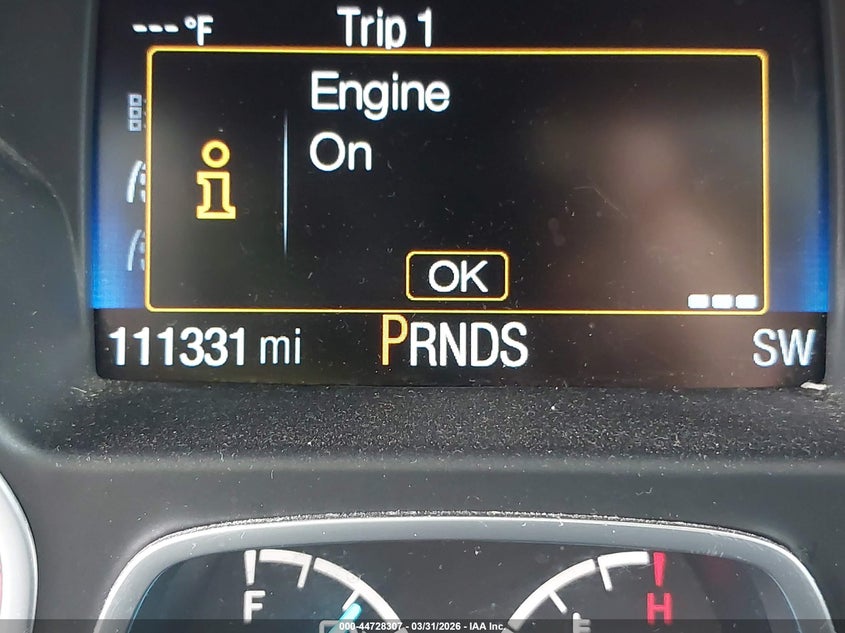 ---°F Trip 1
Engine
On
i
OK
111331 mi PRNDS SW
F H
000-44728307 - 03/31/2026 - IAA Inc.